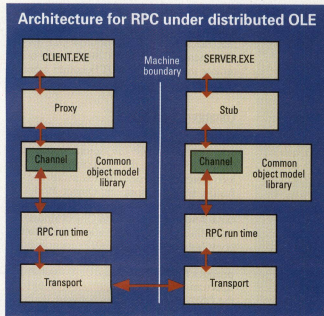 Architecture for RPC under distributed OLE
CLIENT.EXE
Proxy
Channel
Common
object model
library
RPC run time
Transport
Machine
boundary
SERVER.EXE
Stub
Channel
Common
object model
library
RPC run time
Transport